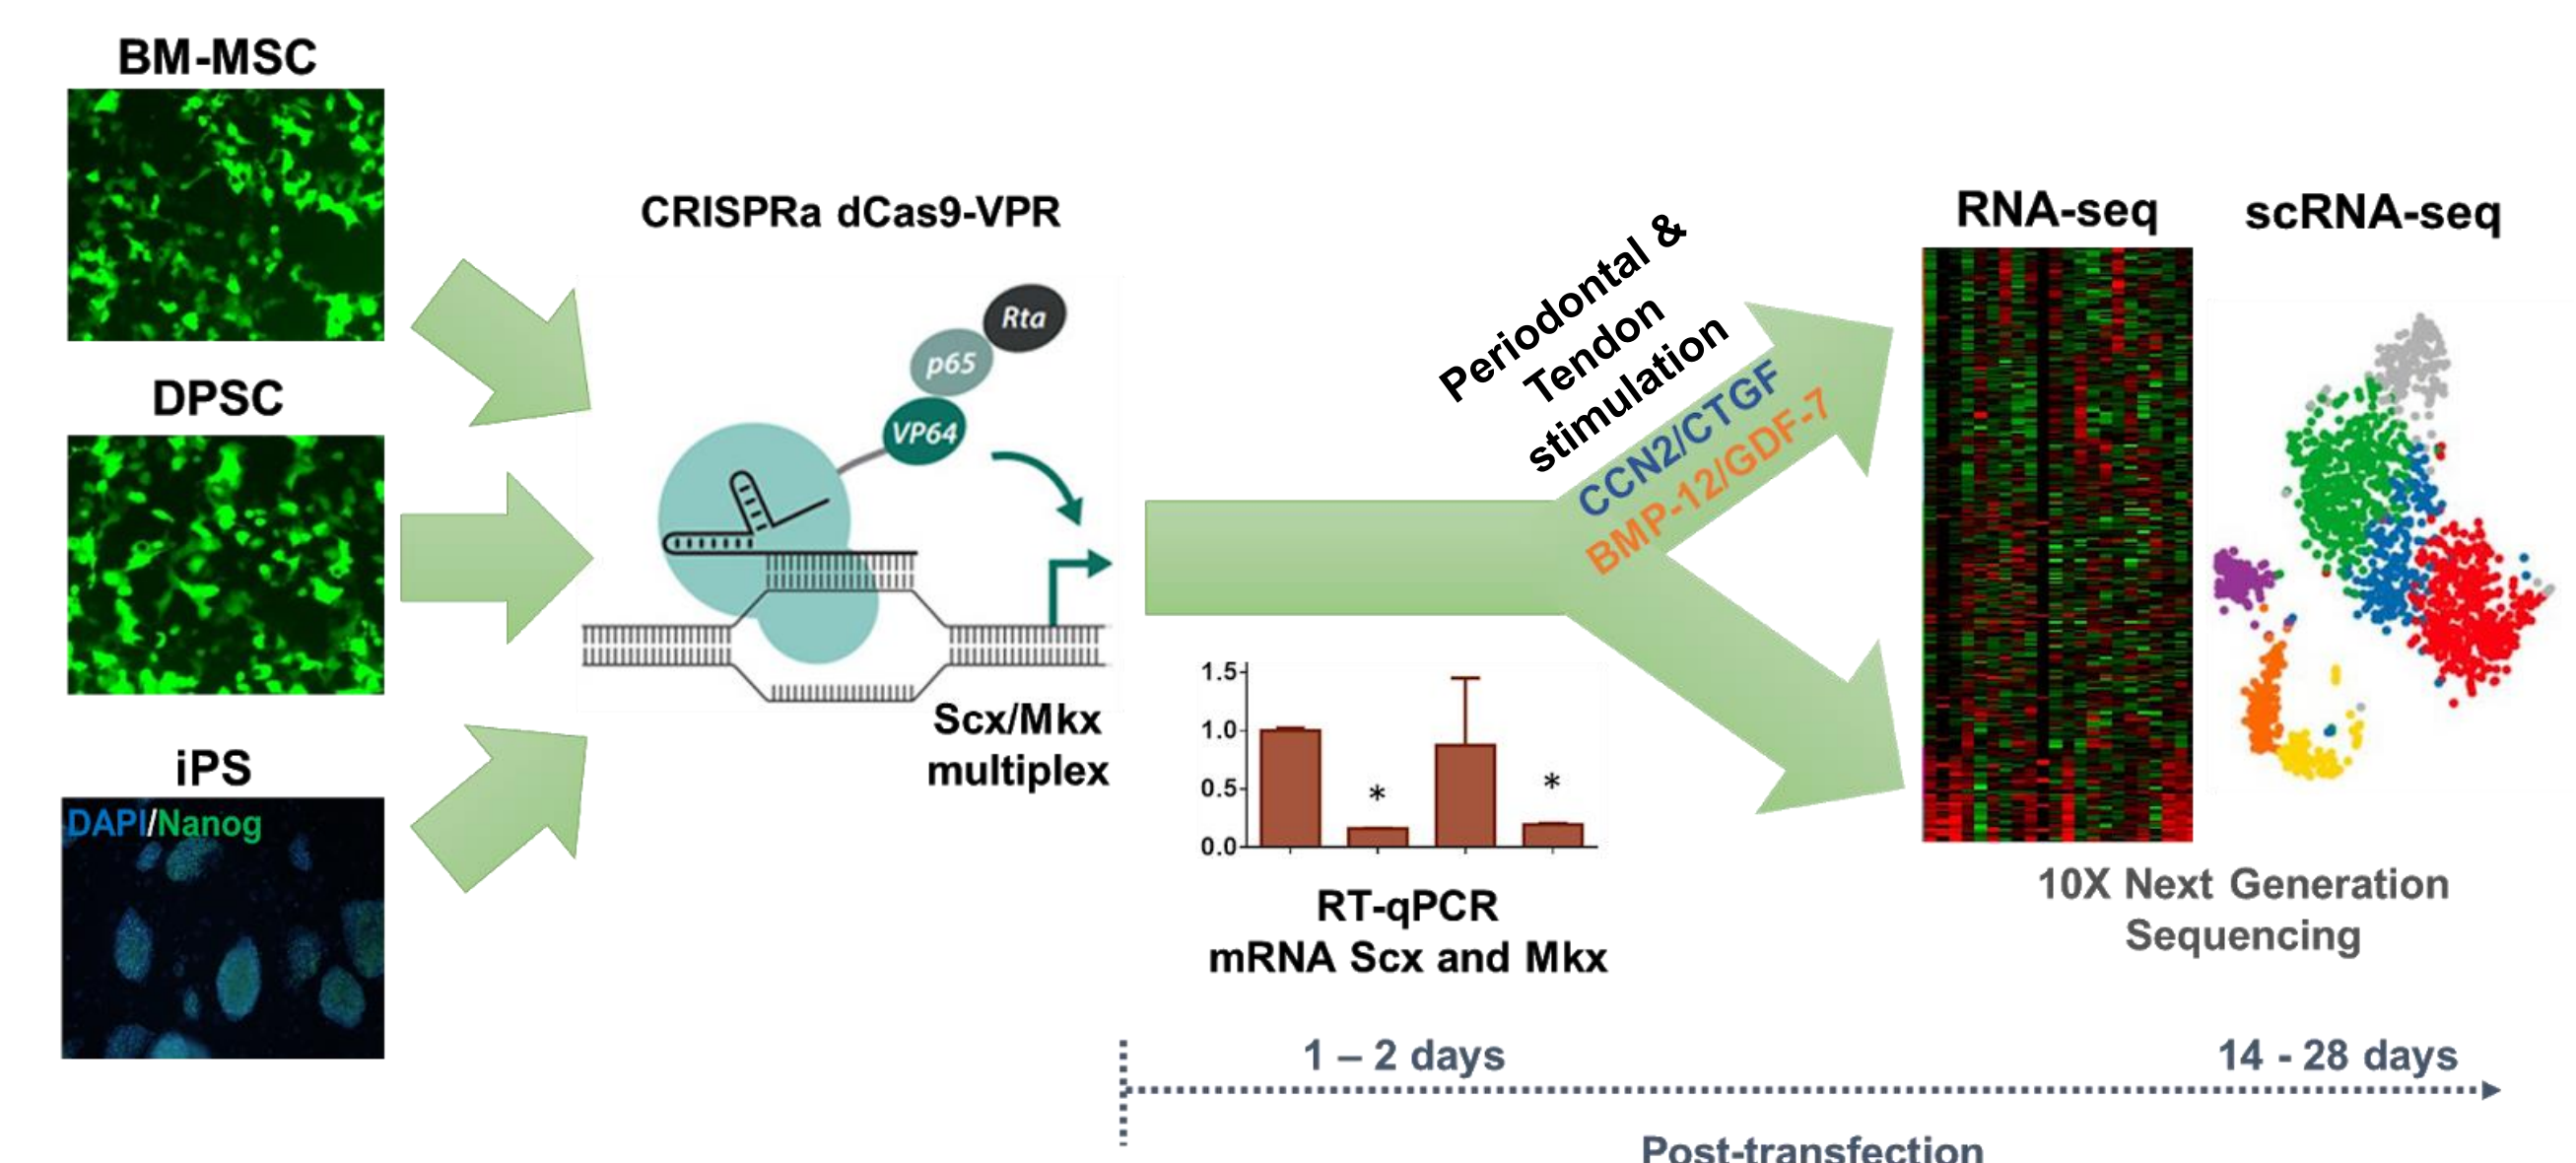 BM-MSC
DPSC
iPS
DAPI/Nanog
CRISPRa dCas9-VPR
Rta
p65
VP64
Scx/Mkx
multiplex
1.5
1.0
0.5
0.0
*
*
RT-qPCR
mRNA Scx and Mkx
Periodontal &
Tendon
stimulation
CCN2/CTGF
BMP-12/GDF-7
RNA-seq
scRNA-seq
10X Next Generation
Sequencing
1 – 2 days
14 - 28 days
Post-transfection